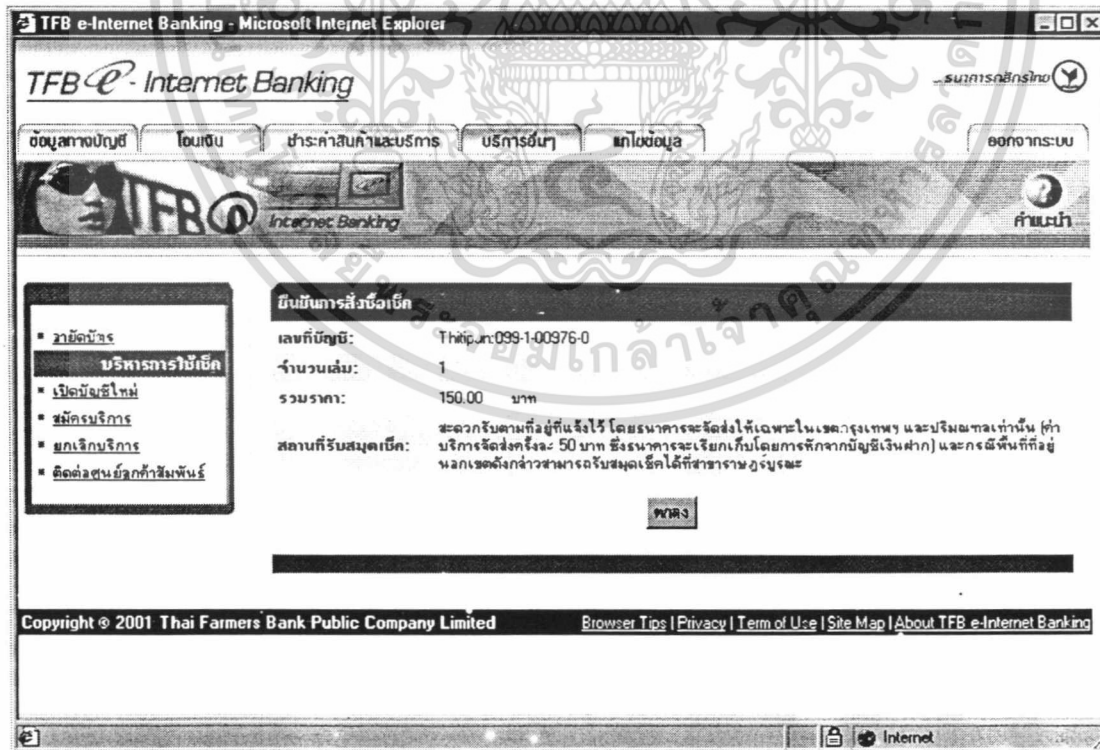 TFB e-Internet Banking - Microsoft Internet Explorer
TFB e - Internet Banking
ธนาคารกสิกรไทย
ข้อมูลทางบัญชี
โอนเงิน
ชำระค่าสินค้าและบริการ
บริการอื่นๆ
แก้ไขข้อมูล
ออกจากระบบ
TFB e
Internet Banking
คำแนะนำ
อายัดบัตร
บริหารการใช้เช็ค
เปิดบัญชีใหม่
สมัครบริการ
ยกเลิกบริการ
ติดต่อศูนย์ลูกค้าสัมพันธ์
ยืนยันการสั่งซื้อเช็ค
เลขที่บัญชี: Thitipun:099-1-00976-0
จำนวนเล่ม: 1
รวมราคา: 150.00 บาท
สถานที่รับสมุดเช็ค:
สะดวกรับตามที่อยู่ที่แจ้งไว้ โดยธนาคารจะจัดส่งให้เฉพาะในเขตกรุงเทพฯ และปริมณฑลเท่านั้น (ค่า
บริการจัดส่งครั้งละ 50 บาท ซึ่งธนาคารจะเรียกเก็บโดยการหักจากบัญชีเงินฝาก) และกรณีพื้นที่ที่อยู่
นอกเขตดังกล่าวสามารถรับสมุดเช็คได้ที่สาขาราษฎร์บูรณะ
ตกลง
Copyright © 2001 Thai Farmers Bank Public Company Limited
Browser Tips | Privacy | Term of Use | Site Map | About TFB e-Internet Banking
Internet